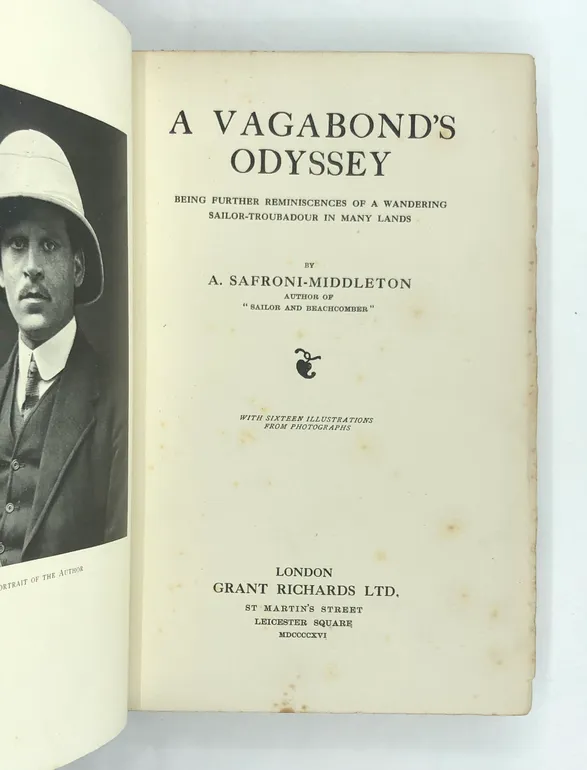 A VAGABOND'S
ODYSSEY
BEING FURTHER REMINISCENCES OF A WANDERING
SAILOR-TROUBADOUR IN MANY LANDS
BY
A. SAFRONI-MIDDLETON
AUTHOR OF
"SAILOR AND BEACHCOMBER"
WITH SIXTEEN ILLUSTRATIONS
FROM PHOTOGRAPHS
LONDON
GRANT RICHARDS LTD.
ST MARTIN'S STREET
LEICESTER SQUARE
MDCCCCXVI
OF THE AUTHOR